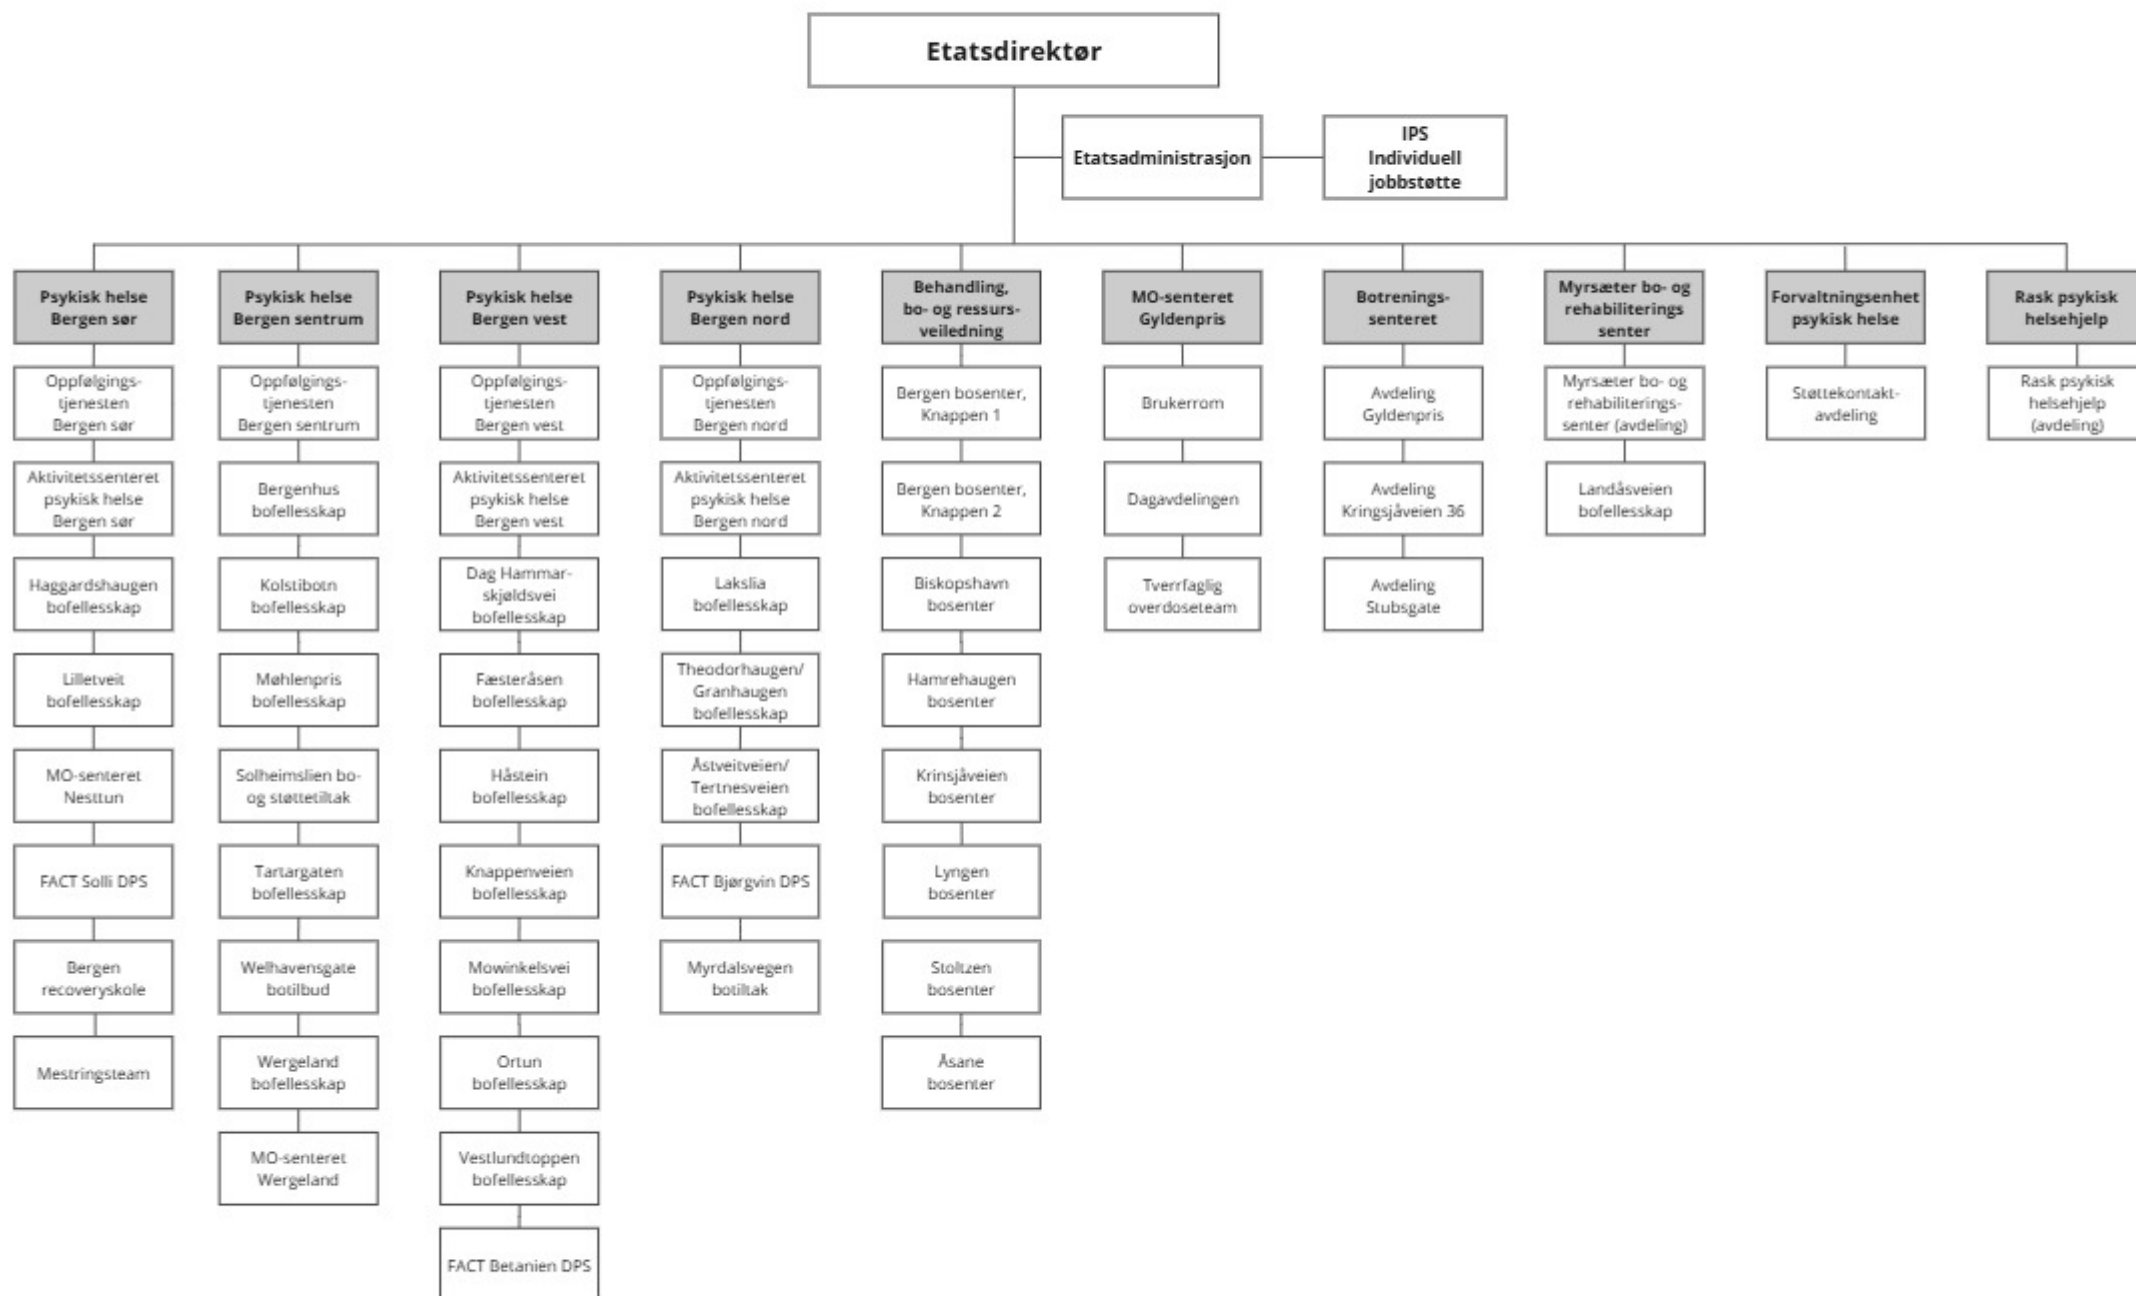 Etatsdirektør
Etatsadministrasjon
IPS
Individuell
jobbstøtte
Psykisk helse
Bergen sør
Oppfølgings-
tjenesten
Bergen sør
Aktivitetssenteret
psykisk helse
Bergen sør
Haggardshaugen
bofellesskap
Lilletveit
bofellesskap
MO-senteret
Nesttun
FACT Solli DPS
Bergen
recoveryskole
Mestringsteam
Psykisk helse
Bergen sentrum
Oppfølgings-
tjenesten
Bergen sentrum
Bergenhus
bofellesskap
Kolstibotn
bofellesskap
Møhlenpris
bofellesskap
Solheimslien bo-
og støttetiltak
Tartargaten
bofellesskap
Welhavensgate
botilbud
Wergeland
bofellesskap
MO-senteret
Wergeland
Psykisk helse
Bergen vest
Oppfølgings-
tjenesten
Bergen vest
Aktivitetssenteret
psykisk helse
Bergen vest
Dag Hammar-
skjøldsvei
bofellesskap
Fæsteråsen
bofellesskap
Håstein
bofellesskap
Knappenveien
bofellesskap
Mowinkelsvei
bofellesskap
Ortun
bofellesskap
Vestlundtoppen
bofellesskap
FACT Betanien DPS
Psykisk helse
Bergen nord
Oppfølgings-
tjenesten
Bergen nord
Aktivitetssenteret
psykisk helse
Bergen nord
Lakslia
bofellesskap
Theodorhaugen/
Granhaugen
bofellesskap
Åstveitveien/
Tertnesveien
bofellesskap
FACT Bjørgvin DPS
Myrdalsvegen
botiltak
Behandling,
bo- og ressurs-
veiledning
Bergen bosenter,
Knappen 1
Bergen bosenter,
Knappen 2
Biskopshavn
bosenter
Hamrehaugen
bosenter
Krinsjåveien
bosenter
Lyngen
bosenter
Stoltzen
bosenter
Åsane
bosenter
MO-senteret
Gyldenpris
Brukerrom
Dagavdelingen
Tverrfaglig
overdoseteam
Botrenings-
senteret
Avdeling
Gyldenpris
Avdeling
Kringsjåveien 36
Avdeling
Stubsgate
Myrsæter bo- og
rehabiliterings
senter
Myrsæter bo- og
rehabiliterings-
senter (avdeling)
Landåsveien
bofellesskap
Forvaltningsenhet
psykisk helse
Støttekontakt-
avdeling
Rask psykisk
helsehjelp
Rask psykisk
helsehjelp
(avdeling)